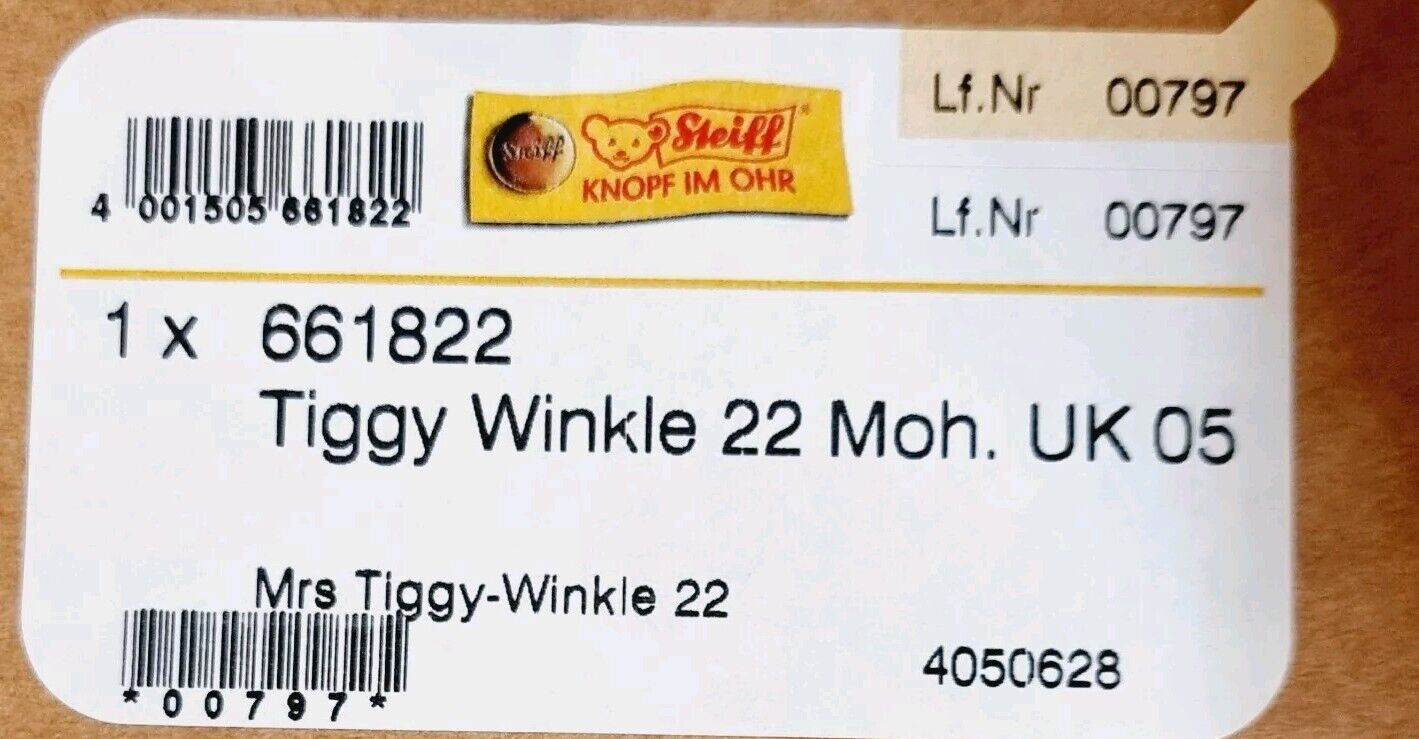 Lf.Nr 00797
Steiff Steiff®
KNOPF IM OHR
4 001505 661822
Lf.Nr 00797
1 x 661822
Tiggy Winkle 22 Moh. UK 05
Mrs Tiggy-Winkle 22
4050628
*00797*